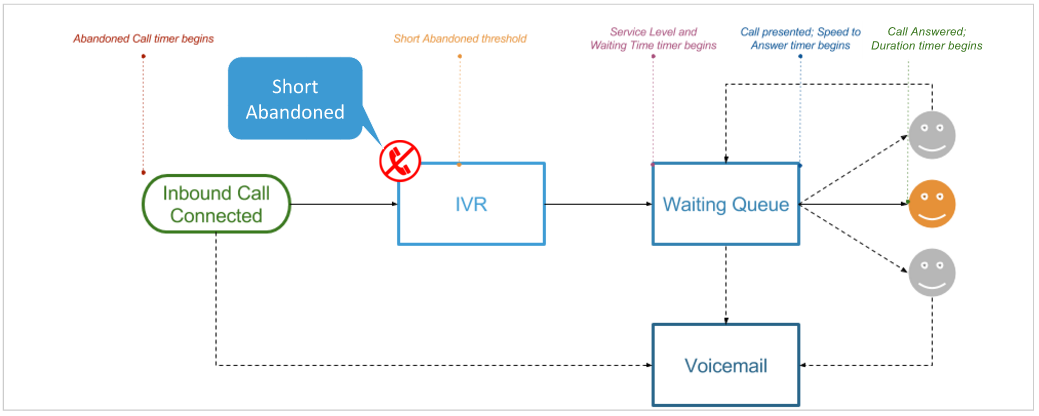 Abandoned Call timer begins
Short Abandoned threshold
Service Level and
Waiting Time timer begins
Call presented; Speed to
Answer timer begins
Call Answered;
Duration timer begins
Short
Abandoned
Inbound Call
Connected
IVR
Waiting Queue
Voicemail